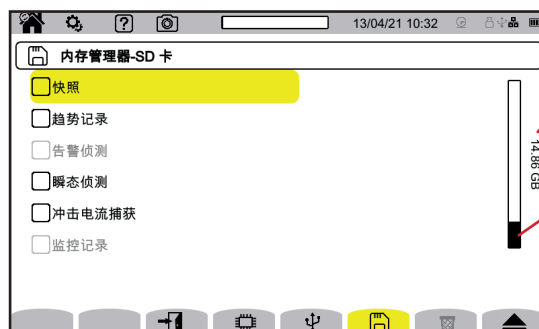 13/04/21 10:32
内存管理器-SD 卡
快照
趋势记录
告警侦测
瞬态侦测
冲击电流捕获
监控记录
14.86 GB